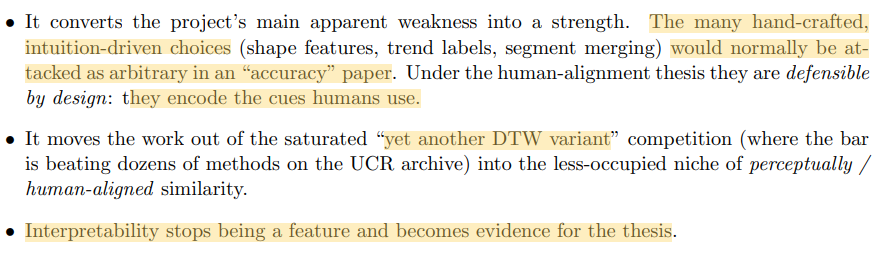 • It converts the project's main apparent weakness into a strength. The many hand-crafted,
intuition-driven choices (shape features, trend labels, segment merging) would normally be at-
tacked as arbitrary in an “accuracy” paper. Under the human-alignment thesis they are defensible
by design: they encode the cues humans use.
• It moves the work out of the saturated “yet another DTW variant” competition (where the bar
is beating dozens of methods on the UCR archive) into the less-occupied niche of perceptually /
human-aligned similarity.
• Interpretability stops being a feature and becomes evidence for the thesis.